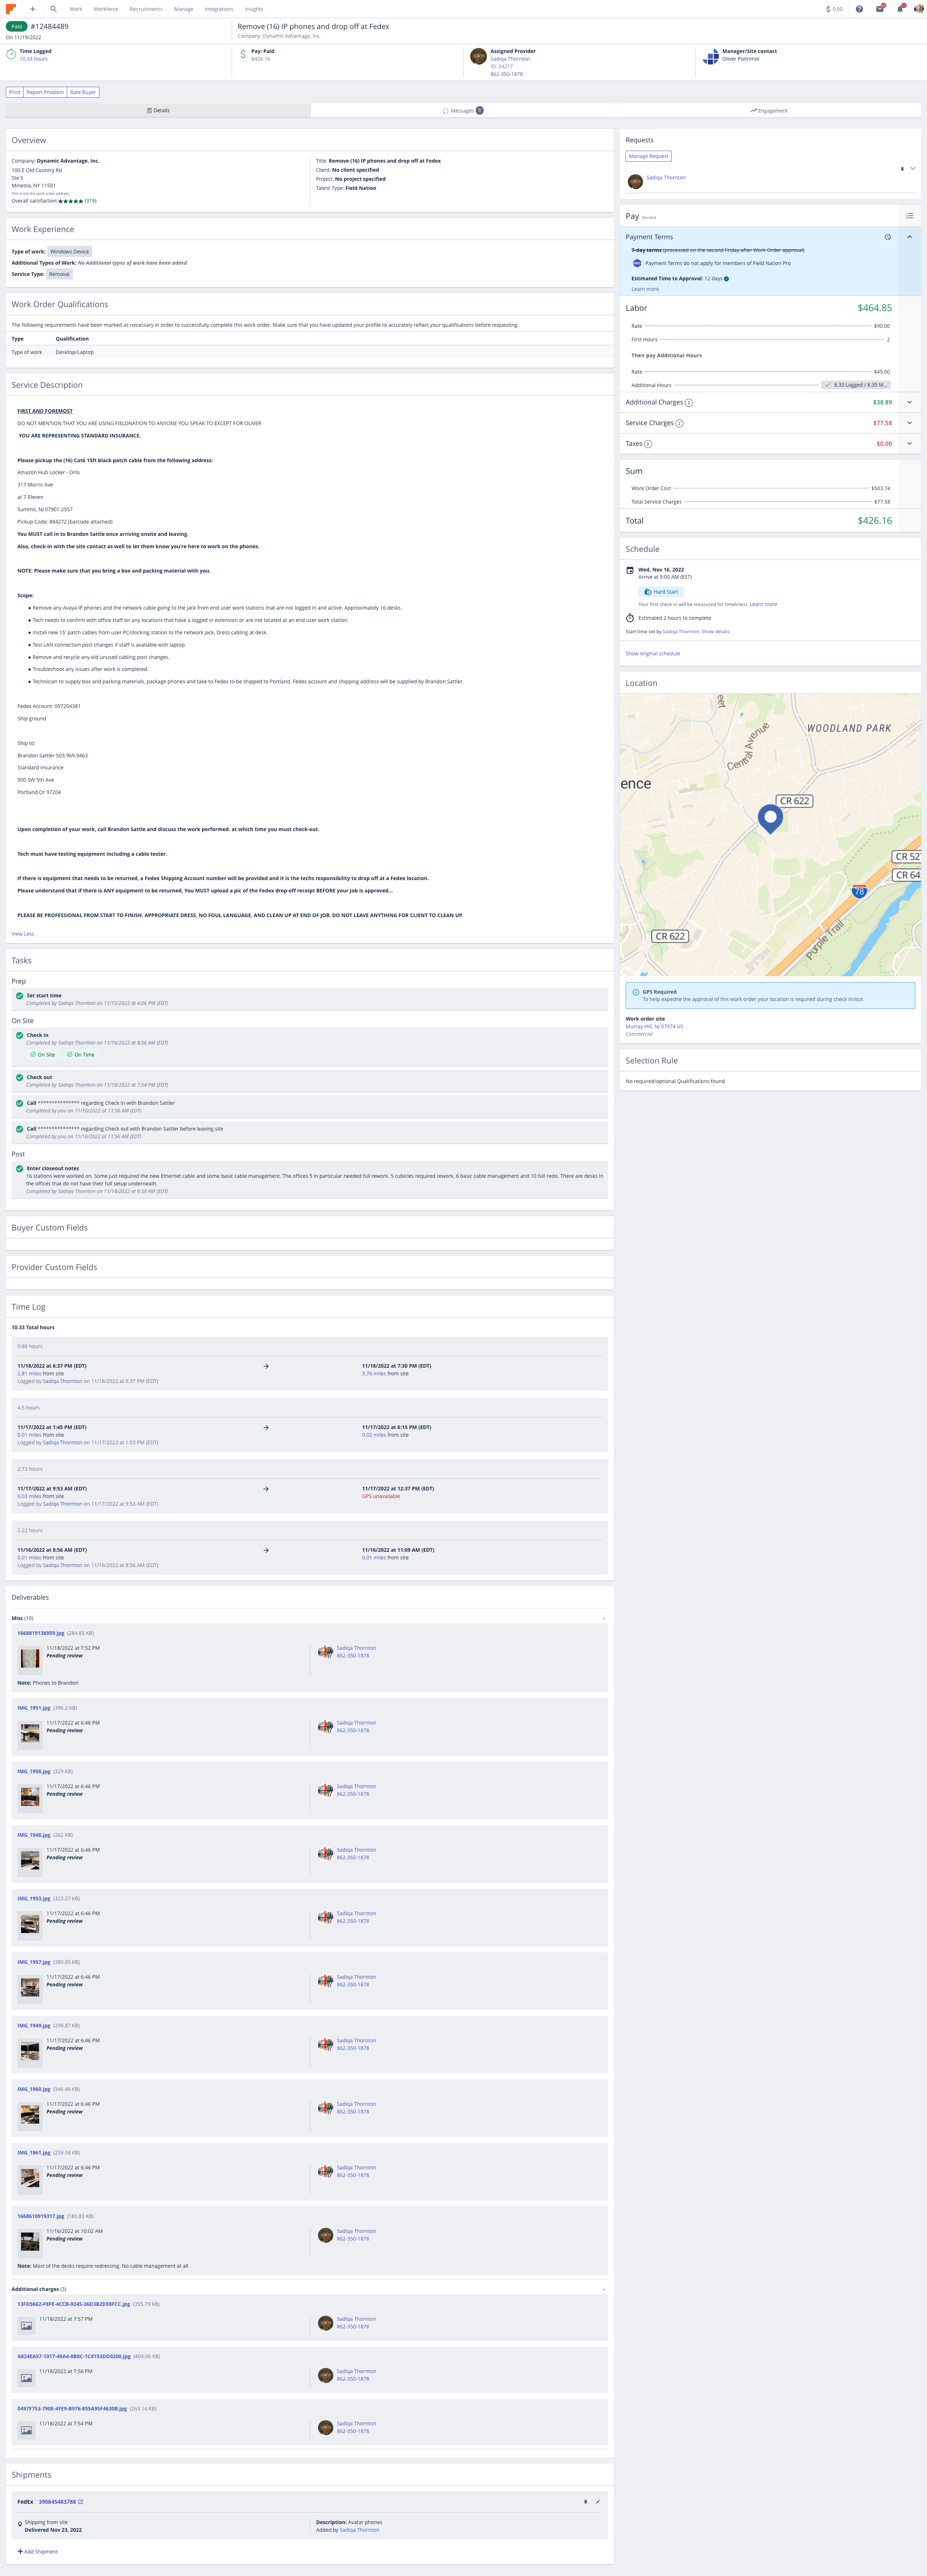 Work Workforce Recruitments Manage Integrations Insights
$ 0.00
Paid #12484489
On 11/19/2022
Remove (16) IP phones and drop off at Fedex
Company: Dynamic Advantage, Inc.
Time Logged
10.33 hours
Pay: Paid
$426.16
Assigned Provider
Sadiqa Thornton
ID: 24217
862-350-1878
Manager/Site contact
Oliver Poitrimol
Print Report Problem Rate Buyer
Details
Messages
Engagement
Overview
Company: Dynamic Advantage, Inc.
100 E Old Country Rd
Ste 5
Mineola, NY 11501
This is not the work order address.
Overall satisfaction: ★★★★★ (319)
Title: Remove (16) IP phones and drop off at Fedex
Client: No client specified
Project: No project specified
Talent Type: Field Nation
Work Experience
Type of work: Windows Device
Additional Types of Work: No Additional types of work have been added
Service Type: Removal
Work Order Qualifications
The following requirements have been marked as necessary in order to successfully complete this work order. Make sure that you have updated your profile to accurately reflect your qualifications before requesting.
Type Qualification
Type of work Desktop/Laptop
Service Description
FIRST AND FOREMOST
DO NOT MENTION THAT YOU ARE USING FIELDNATION TO ANYONE YOU SPEAK TO EXCEPT FOR OLIVER
YOU ARE REPRESENTING STANDARD INSURANCE.
Please pickup the (16) Cat6 15ft black patch cable from the following address:
Amazon Hub Locker - Orlo
317 Morris Ave
at 7-Eleven
Summit, NJ 07901-2557
Pickup Code: 884272 (barcode attached)
You MUST call in to Brandon Sattle once arriving onsite and leaving.
Also, check-in with the site contact as well to let them know you're here to work on the phones.
NOTE: Please make sure that you bring a box and packing material with you.
Scope:
● Remove any Avaya IP phones and the network cable going to the jack from end user work stations that are not logged in and active. Approximately 16 desks.
● Tech needs to confirm with office staff on any locations that have a logged in extension or are not located at an end user work station.
● Install new 15' patch cables from user PC/docking station to the network jack, Dress cabling at desk.
● Test LAN connection post changes if staff is available with laptop.
● Remove and recycle any old unused cabling post changes.
● Troubleshoot any issues after work is completed.
● Technician to supply box and packing materials, package phones and take to Fedex to be shipped to Portland. Fedex account and shipping address will be supplied by Brandon Sattler.
Fedex Account: 097204381
Ship ground
Ship to:
Brandon Sattler 503.969.9463
Standard Insurance
900 SW 5th Ave
Portland Or 97204
Upon completion of your work, call Brandon Sattle and discuss the work performed. at which time you must check-out.
Tech must have testing equipment including a cable tester.
If there is equipment that needs to be returned, a Fedex Shipping Account number will be provided and it is the techs responsibility to drop off at a Fedex location.
Please understand that if there is ANY equipment to be returned, You MUST upload a pic of the Fedex drop-off receipt BEFORE your Job is approved...
PLEASE BE PROFESSIONAL FROM START TO FINISH. APPROPRIATE DRESS, NO FOUL LANGUAGE, AND CLEAN UP AT END OF JOB. DO NOT LEAVE ANYTHING FOR CLIENT TO CLEAN UP.
View Less
Tasks
Prep
Set start time
Completed by Sadiqa Thornton on 11/15/2022 at 4:06 PM (EDT)
On Site
Check in
Completed by Sadiqa Thornton on 11/16/2022 at 8:56 AM (EDT)
On Site On Time
Check out
Completed by Sadiqa Thornton on 11/18/2022 at 7:54 PM (EDT)
Call *************** regarding Check in with Brandon Sattler
Completed by you on 11/16/2022 at 11:56 AM (EDT)
Call *************** regarding Check out with Brandon Sattler before leaving site
Completed by you on 11/16/2022 at 11:56 AM (EDT)
Post
Enter closeout notes
16 stations were worked on. Some just required the new Ethernet cable and some basic cable management. The offices 5 in particular needed full rework. 5 cubicles required rework. 6 basic cable management and 10 full redo. There are desks in
the offices that do not have their full setup underneath.
Completed by Sadiqa Thornton on 11/18/2022 at 9:58 AM (EDT)
Buyer Custom Fields
Provider Custom Fields
Time Log
10.33 Total hours
0.88 hours
11/18/2022 at 6:37 PM (EDT) → 11/18/2022 at 7:30 PM (EDT)
2.81 miles from site 3.76 miles from site
Logged by Sadiqa Thornton on 11/18/2022 at 6:37 PM (EDT)
4.5 hours
11/17/2022 at 1:45 PM (EDT) → 11/17/2022 at 6:15 PM (EDT)
0.01 miles from site 0.02 miles from site
Logged by Sadiqa Thornton on 11/17/2022 at 1:03 PM (EDT)
2.73 hours
11/17/2022 at 9:53 AM (EDT) → 11/17/2022 at 12:37 PM (EDT)
0.03 miles from site GPS unavailable
Logged by Sadiqa Thornton on 11/17/2022 at 9:53 AM (EDT)
2.22 hours
11/16/2022 at 8:56 AM (EDT) → 11/16/2022 at 11:09 AM (EDT)
0.01 miles from site 0.01 miles from site
Logged by Sadiqa Thornton on 11/16/2022 at 8:56 AM (EDT)
Deliverables
Misc (10)
1668819136959.jpg (284.85 KB)
11/18/2022 at 7:52 PM Sadiqa Thornton
Pending review 862-350-1878
Note: Phones to Brandon
IMG_1951.jpg (396.2 KB)
11/17/2022 at 6:46 PM Sadiqa Thornton
Pending review 862-350-1878
IMG_1958.jpg (329 KB)
11/17/2022 at 6:46 PM Sadiqa Thornton
Pending review 862-350-1878
IMG_1948.jpg (262 KB)
11/17/2022 at 6:46 PM Sadiqa Thornton
Pending review 862-350-1878
IMG_1953.jpg (323.27 KB)
11/17/2022 at 6:46 PM Sadiqa Thornton
Pending review 862-350-1878
IMG_1957.jpg (380.85 KB)
11/17/2022 at 6:46 PM Sadiqa Thornton
Pending review 862-350-1878
IMG_1949.jpg (299.87 KB)
11/17/2022 at 6:46 PM Sadiqa Thornton
Pending review 862-350-1878
IMG_1960.jpg (346.46 KB)
11/17/2022 at 6:46 PM Sadiqa Thornton
Pending review 862-350-1878
IMG_1961.jpg (259.58 KB)
11/17/2022 at 6:46 PM Sadiqa Thornton
Pending review 862-350-1878
1668610919317.jpg (180.83 KB)
11/16/2022 at 10:02 AM Sadiqa Thornton
Pending review 862-350-1878
Note: Most of the desks require redressing. No cable management at all
Additional charges (3)
13FD5662-F8FE-4CCB-9245-36D3B2DE8FCC.jpg (355.79 KB)
11/18/2022 at 7:57 PM Sadiqa Thornton
862-350-1878
A824EA57-1017-40A4-8B8C-1C8153DD0200.jpg (404.06 KB)
11/18/2022 at 7:56 PM Sadiqa Thornton
862-350-1878
0497F753-790E-4FE9-B976-855A95F4630B.jpg (263.14 KB)
11/18/2022 at 7:54 PM Sadiqa Thornton
862-350-1878
Shipments
FedEx 390845483788
Shipping from site
Delivered Nov 23, 2022
Description: Avatar phones
Added by Sadiqa Thornton
+ Add Shipment
Requests
Manage Request
Sadiqa Thornton
Pay Blended
Payment Terms
7-day terms (processed on the second Friday after Work Order approval)
Payment Terms do not apply for members of Field Nation Pro
Estimated Time to Approval: 12 days
Learn more
Labor $464.85
Rate $90.00
First Hours 2
Then pay Additional Hours
Rate $45.00
Additional Hours 8.33 Logged / 8.35 M...
Additional Charges 3 $38.89
Service Charges 2 $77.58
Taxes 0 $0.00
Sum
Work Order Cost $503.74
Total Service Charges $77.58
Total $426.16
Schedule
Wed, Nov 16, 2022
Arrive at 9:00 AM (EST)
Hard Start
Your first check in will be measured for timeliness. Learn more
Estimated 2 hours to complete
Start time set by Sadiqa Thornton. Show details
Show original schedule
Location
WOODLAND PARK
Central Avenue
eet
ence
CR 622
CR 527
CR 64
78
CR 622
Purple Trail
GPS Required
To help expedite the approval of this work order your location is required during check in/out.
Work order site
Murray Hill, NJ 07974 US
Commercial
Selection Rule
No required/optional Qualifications found